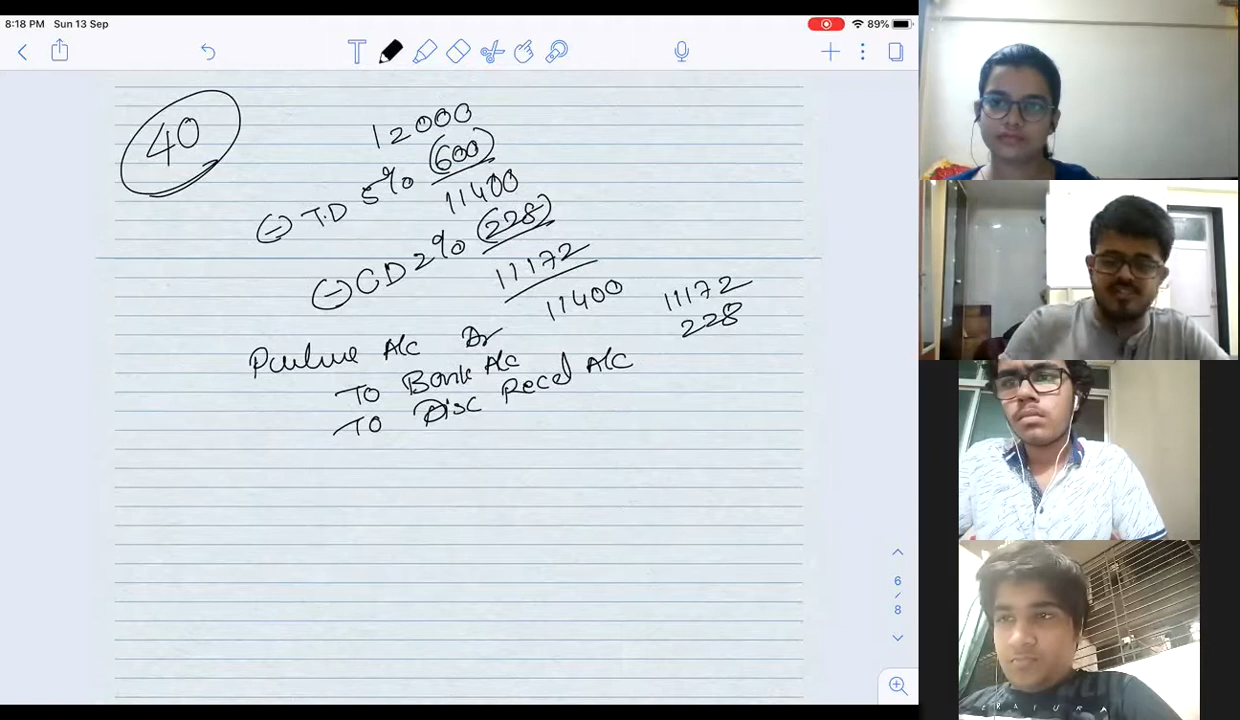 8:18 PM Sun 13 Sep
89%
40
12000
(-) T.D 5% (600)
11400
(-) CD 2% (228)
11172
Purchase A/c Dr 11400
To Bank A/c 11172
To Disc Reced A/c 228
6
8